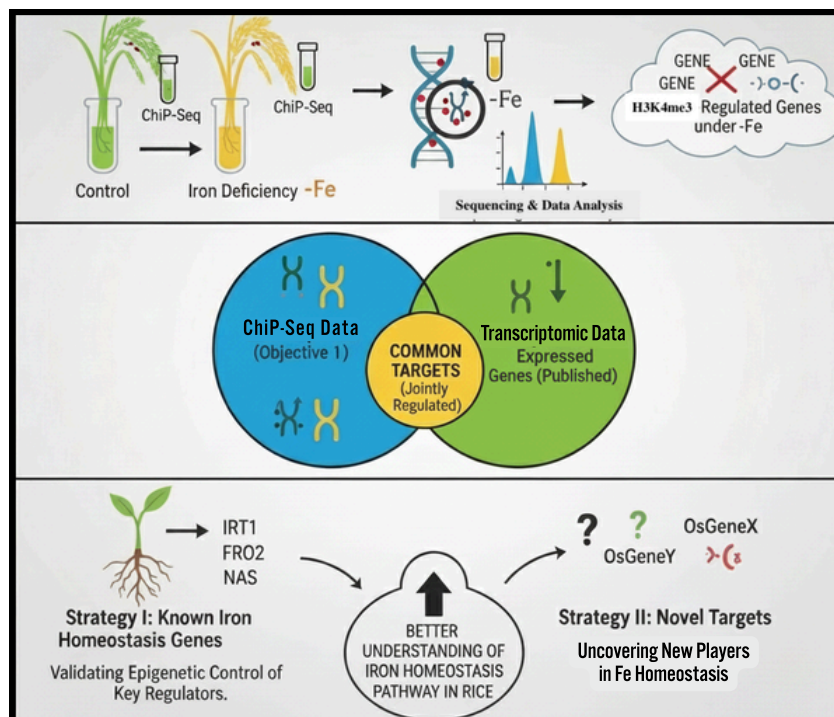 ChiP-Seq
ChiP-Seq
Control
Iron Deficiency -Fe
-Fe
Sequencing & Data Analysis
GENE GENE
GENE
H3K4me3 Regulated Genes
under -Fe
ChiP-Seq Data
(Objective 1)
COMMON
TARGETS
(Jointly
Regulated)
Transcriptomic Data
Expressed
Genes (Published)
IRT1
FRO2
NAS
Strategy I: Known Iron
Homeostasis Genes
Validating Epigenetic Control of
Key Regulators.
BETTER
UNDERSTANDING OF
IRON HOMEOSTASIS
PATHWAY IN RICE
? ? OsGeneX
OsGeneY
Strategy II: Novel Targets
Uncovering New Players
in Fe Homeostasis